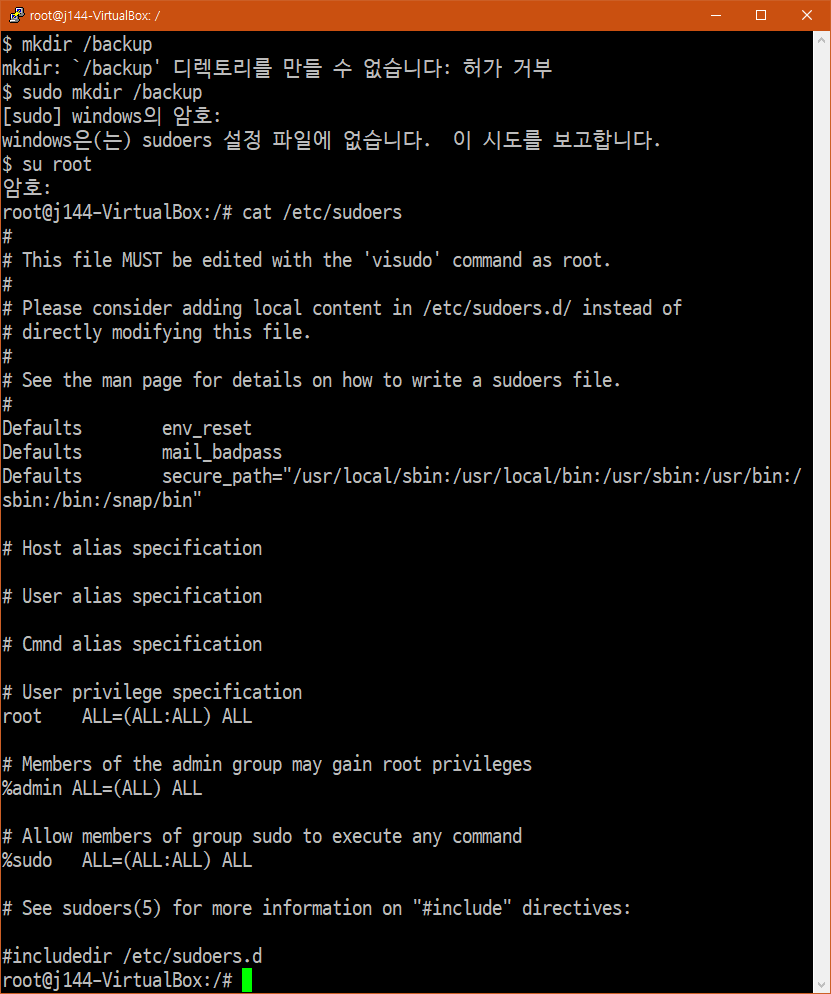 root@j144-VirtualBox: /
$ mkdir /backup
mkdir: `/backup' 디렉토리를 만들 수 없습니다: 허가 거부
$ sudo mkdir /backup
[sudo] windows의 암호:
windows은(는) sudoers 설정 파일에 없습니다.  이 시도를 보고합니다.
$ su root
암호:
root@j144-VirtualBox:/# cat /etc/sudoers
#
# This file MUST be edited with the 'visudo' command as root.
#
# Please consider adding local content in /etc/sudoers.d/ instead of
# directly modifying this file.
#
# See the man page for details on how to write a sudoers file.
#
Defaults        env_reset
Defaults        mail_badpass
Defaults        secure_path="/usr/local/sbin:/usr/local/bin:/usr/sbin:/usr/bin:/
sbin:/bin:/snap/bin"

# Host alias specification

# User alias specification

# Cmnd alias specification

# User privilege specification
root    ALL=(ALL:ALL) ALL

# Members of the admin group may gain root privileges
%admin ALL=(ALL) ALL

# Allow members of group sudo to execute any command
%sudo   ALL=(ALL:ALL) ALL

# See sudoers(5) for more information on "#include" directives:

#includedir /etc/sudoers.d
root@j144-VirtualBox:/#